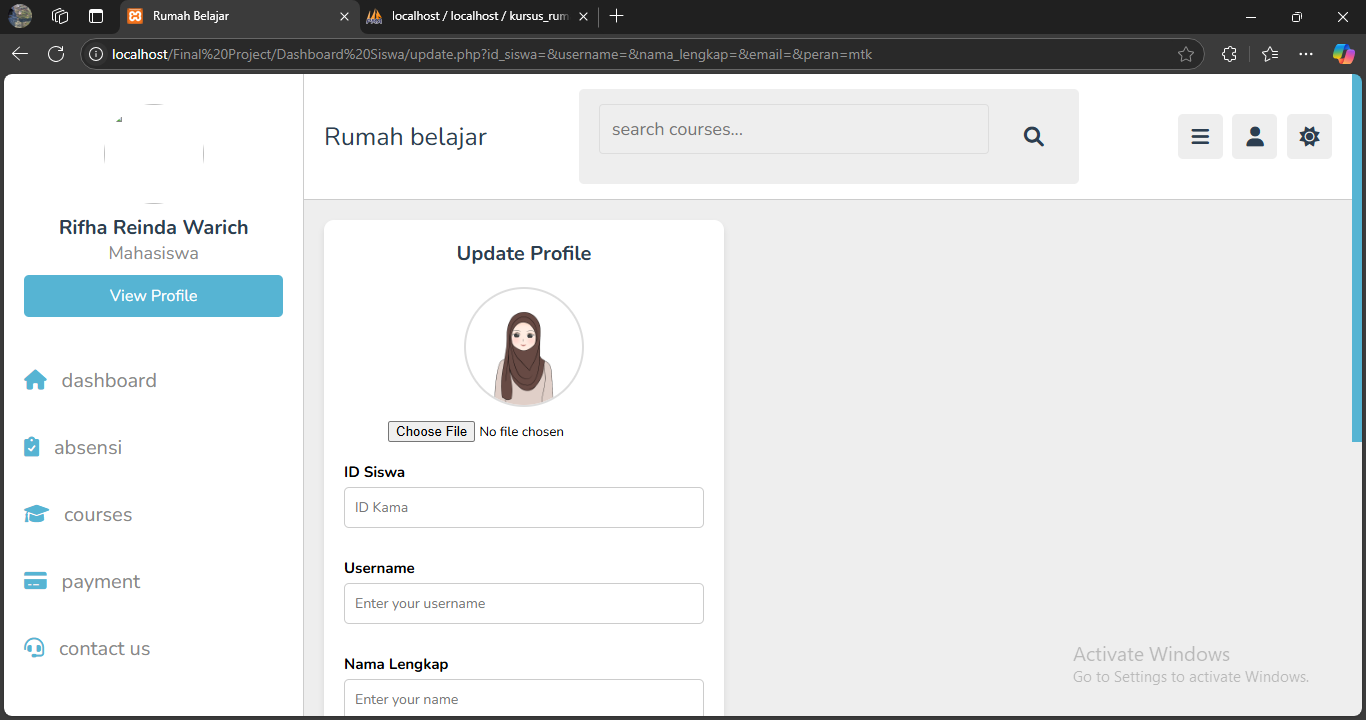 Rumah Belajar
localhost / localhost / kursus_rum
localhost/Final%20Project/Dashboard%20Siswa/update.php?id_siswa=&username=&nama_lengkap=&email=&peran=mtk
Rumah belajar
search courses...
Rifha Reinda Warich
Mahasiswa
View Profile
dashboard
absensi
courses
payment
contact us
Update Profile
Choose File No file chosen
ID Siswa
ID Kama
Username
Enter your username
Nama Lengkap
Enter your name
Activate Windows
Go to Settings to activate Windows.